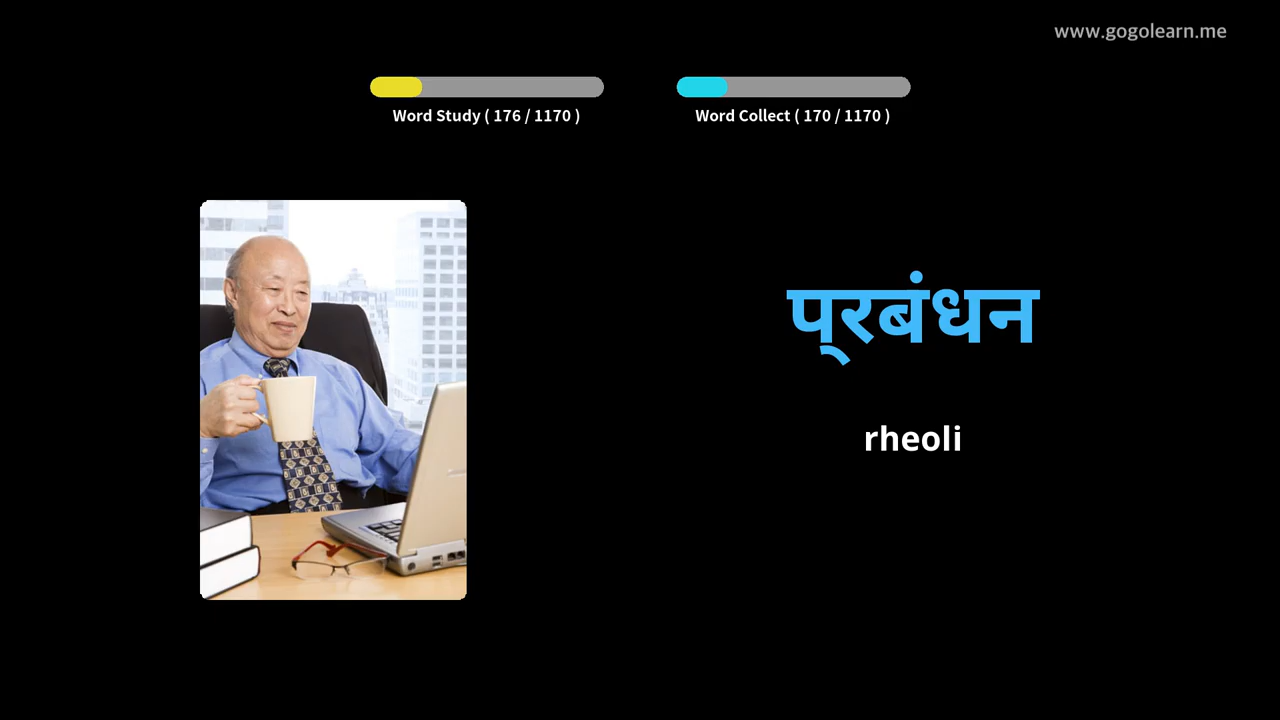 www.gogolearn.me
Word Study ( 176 / 1170 )
Word Collect ( 170 / 1170 )
प्रबंधन
rheoli